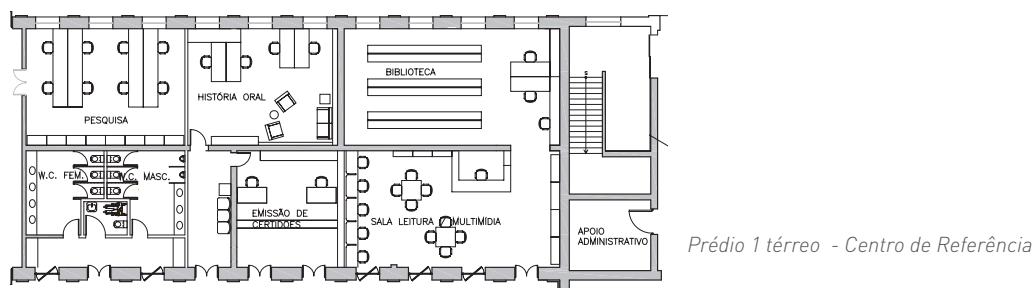 BIBLIOTECA
HISTÓRIA ORAL
PESQUISA
W.C. FEM.
W.C. MASC.
EMISSÃO DE
CERTIDÕES
SALA LEITURA / MULTIMÍDIA
APOIO
ADMINISTRATIVO
Prédio 1 térreo - Centro de Referência